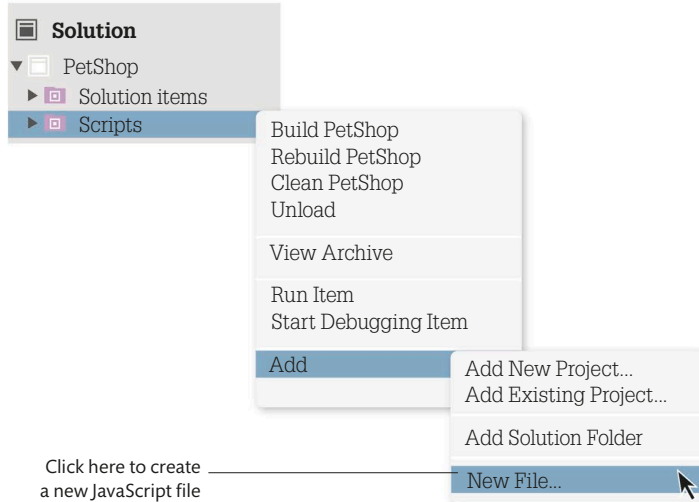 Solution
PetShop
Solution items
Scripts
Build PetShop
Rebuild PetShop
Clean PetShop
Unload
View Archive
Run Item
Start Debugging Item
Add
Add New Project...
Add Existing Project...
Add Solution Folder
New File...
Click here to create
a new JavaScript file